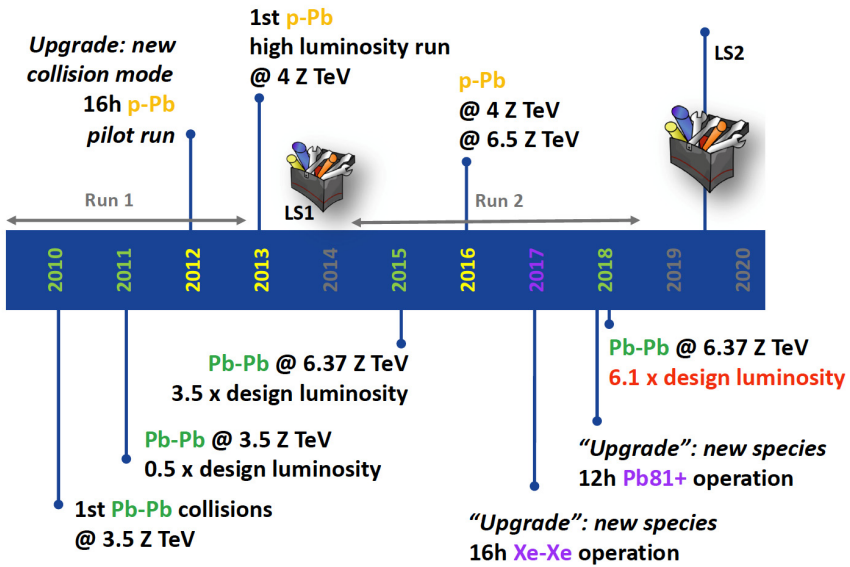 Upgrade: new
collision mode
16h p-Pb
pilot run
1st p-Pb
high luminosity run
@ 4 Z TeV
p-Pb
@ 4 Z TeV
@ 6.5 Z TeV
LS2
Run 1
LS1
Run 2
2010
2011
2012
2013
2014
2015
2016
2017
2018
2019
2020
Pb-Pb @ 6.37 Z TeV
3.5 x design luminosity
Pb-Pb @ 6.37 Z TeV
6.1 x design luminosity
Pb-Pb @ 3.5 Z TeV
0.5 x design luminosity
"Upgrade": new species
12h Pb81+ operation
1st Pb-Pb collisions
@ 3.5 Z TeV
"Upgrade": new species
16h Xe-Xe operation